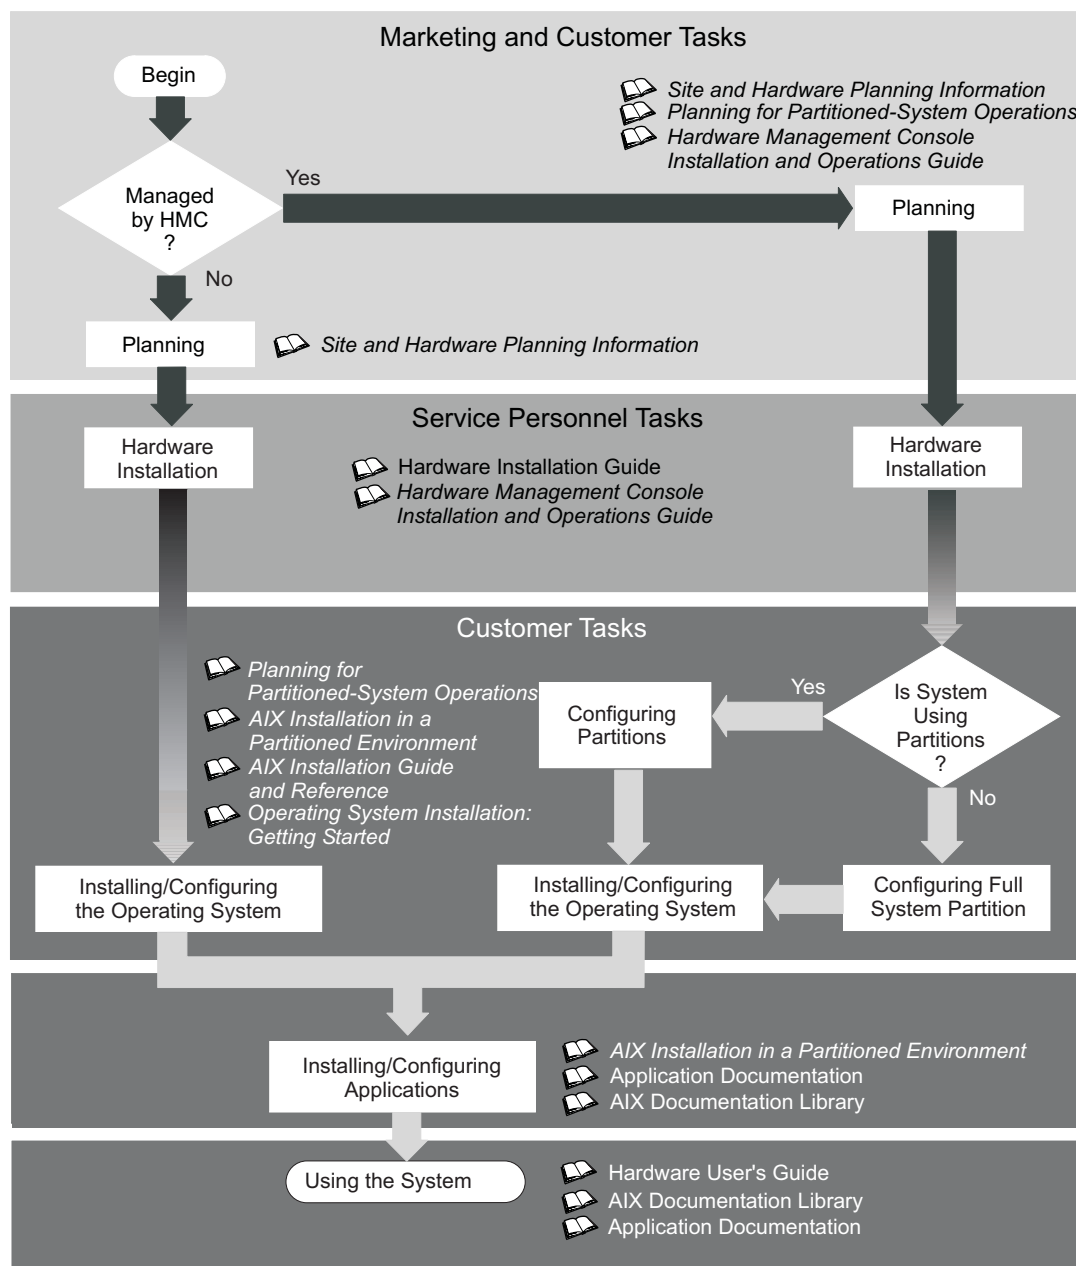 Marketing and Customer Tasks
Begin
Site and Hardware Planning Information
Planning for Partitioned-System Operations
Hardware Management Console
Installation and Operations Guide
Managed
by HMC
?
Yes
Planning
No
Planning
Site and Hardware Planning Information
Service Personnel Tasks
Hardware
Installation
Hardware Installation Guide
Hardware Management Console
Installation and Operations Guide
Hardware
Installation
Customer Tasks
Planning for
Partitioned-System Operations
AIX Installation in a
Partitioned Environment
AIX Installation Guide
and Reference
Operating System Installation:
Getting Started
Configuring
Partitions
Yes
Is System
Using
Partitions
?
No
Installing/Configuring
the Operating System
Installing/Configuring
the Operating System
Configuring Full
System Partition
Installing/Configuring
Applications
AIX Installation in a Partitioned Environment
Application Documentation
AIX Documentation Library
Using the System
Hardware User's Guide
AIX Documentation Library
Application Documentation